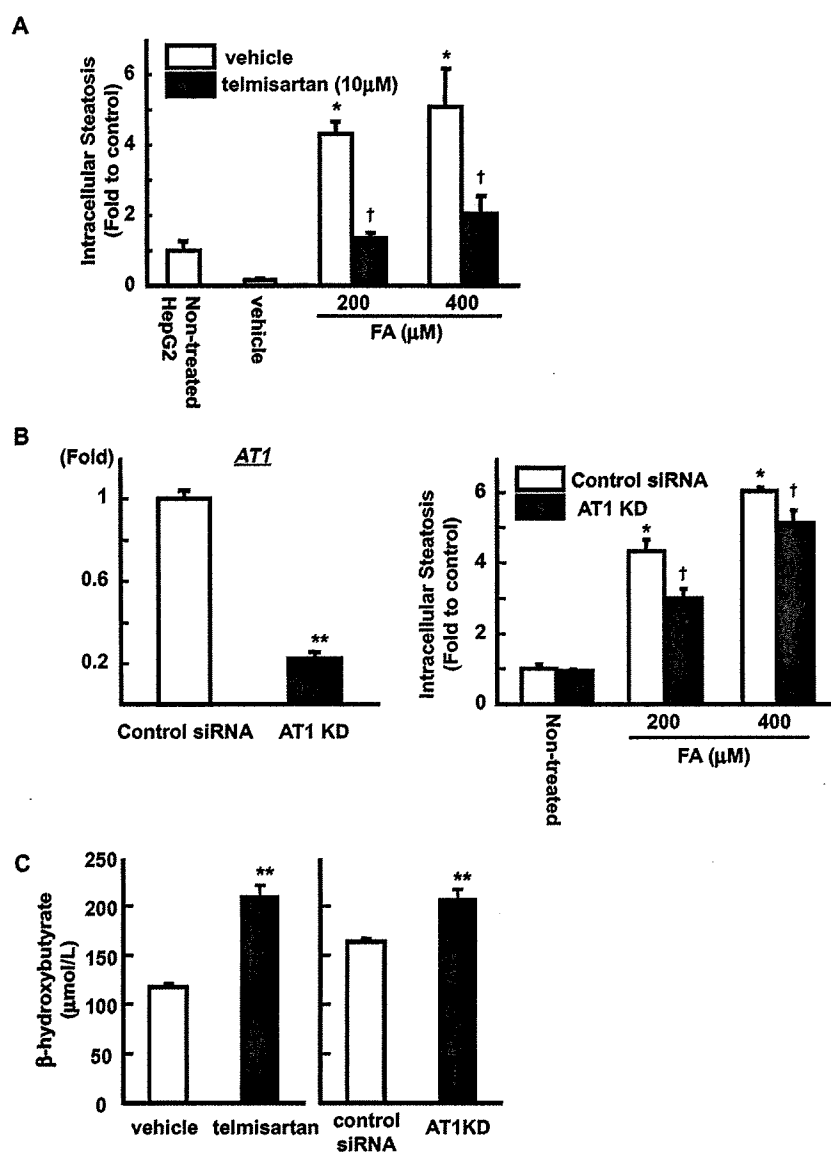 A
vehicle
telmisartan (10μM)
Intracellular Steatosis
(Fold to control)
6
4
2
0
*
†
*
†
Non-treated
HepG2
vehicle
200
400
FA (μM)
B
(Fold)
AT1
1
0.6
0.2
**
Control siRNA
AT1 KD
Control siRNA
AT1 KD
Intracellular Steatosis
(Fold to control)
6
4
2
0
*
†
*
†
Non-treated
200
400
FA (μM)
C
β-hydroxybutyrate
(μmol/L)
250
200
150
100
50
0
**
**
vehicle
telmisartan
control
siRNA
AT1KD